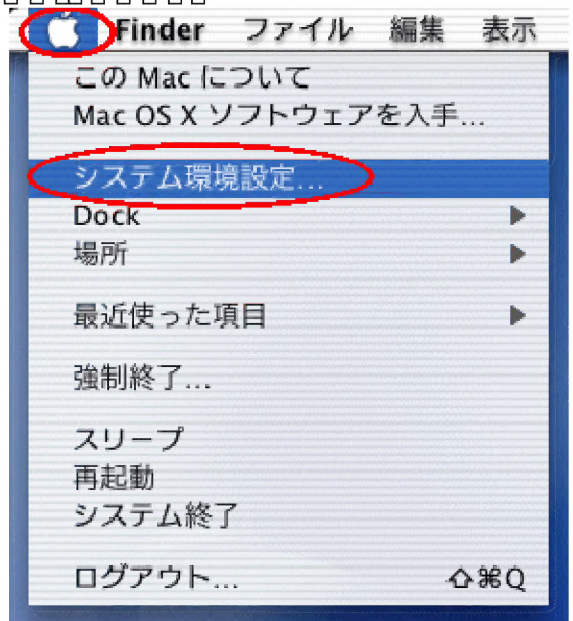 Finder ファイル 編集 表示
この Mac について
Mac OS X ソフトウェアを入手...
システム環境設定...
Dock
場所
最近使った項目
強制終了...
スリープ
再起動
システム終了
ログアウト... ⇧⌘Q